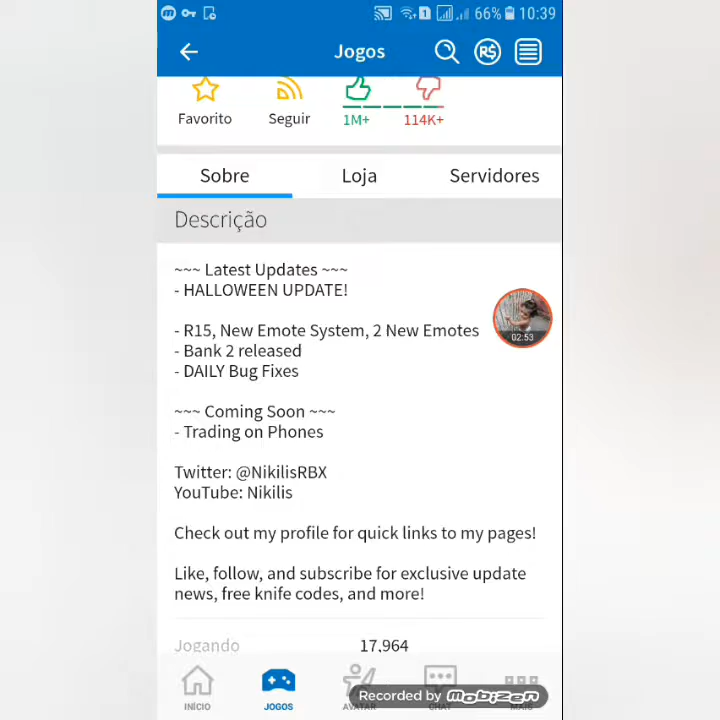 66% 10:39
Jogos
R$
Favorito
Seguir
1M+
114K+
Sobre
Loja
Servidores
Descrição
~~~ Latest Updates ~~~
- HALLOWEEN UPDATE!
- R15, New Emote System, 2 New Emotes
- Bank 2 released
- DAILY Bug Fixes
02:53
~~~ Coming Soon ~~~
- Trading on Phones
Twitter: @NikilisRBX
YouTube: Nikilis
Check out my profile for quick links to my pages!
Like, follow, and subscribe for exclusive update
news, free knife codes, and more!
Jogando
17,964
INÍCIO
JOGOS
AVATAR
CHAT
MAIS
Recorded by Mobizen